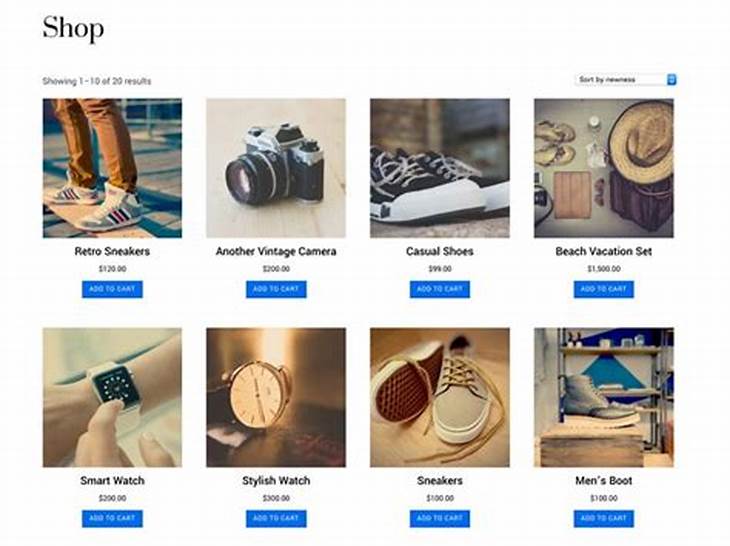 Shop
Showing 1–10 of 20 results
Sort by newness
Retro Sneakers
Another Vintage Camera
Casual Shoes
Beach Vacation Set
$120.00
$200.00
$99.00
$1,500.00
ADD TO CART
ADD TO CART
ADD TO CART
ADD TO CART
Smart Watch
Stylish Watch
Sneakers
Men's Boot
$200.00
$300.00
$100.00
$100.00
ADD TO CART
ADD TO CART
ADD TO CART
ADD TO CART